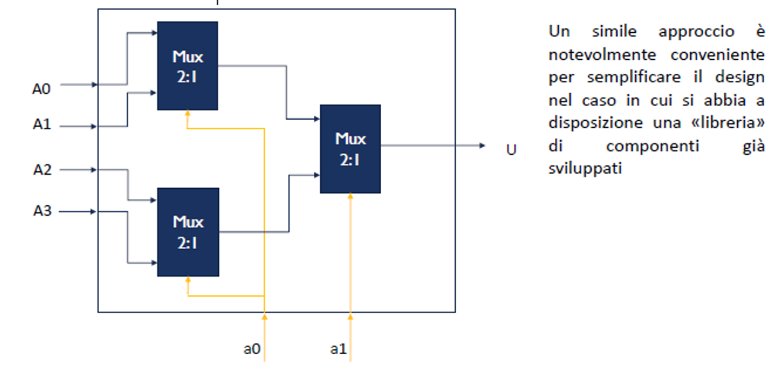 Mux
2:1
A0
A1
Mux
2:1
U
A2
A3
Mux
2:1
a0
a1
Un simile approccio è
notevolmente conveniente
per semplificare il design
nel caso in cui si abbia a
disposizione una «libreria»
di componenti già
sviluppati